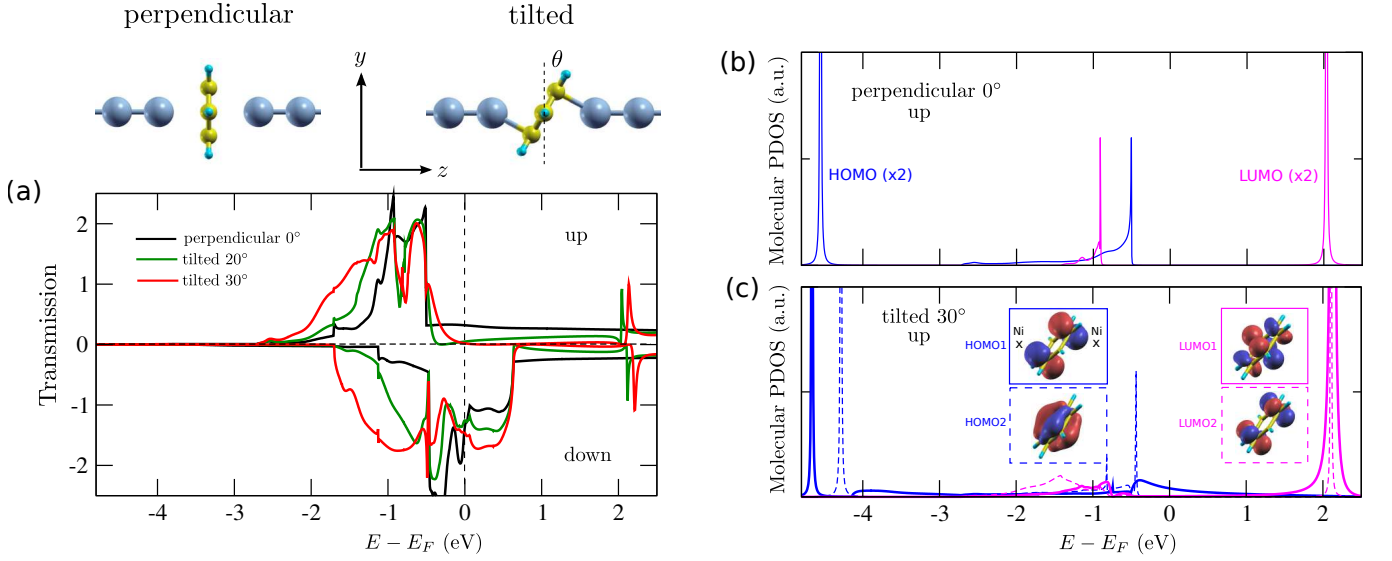 perpendicular
tilted
y
z
θ
(a)
Transmission
2
1
0
-1
-2
perpendicular 0°
tilted 20°
tilted 30°
up
down
-4
-3
-2
-1
0
1
2
E − E_F (eV)
(b)
Molecular PDOS (a.u.)
perpendicular 0°
up
HOMO (x2)
LUMO (x2)
(c)
Molecular PDOS (a.u.)
tilted 30°
up
HOMO1
Ni
X
Ni
X
LUMO1
HOMO2
LUMO2
-4
-3
-2
-1
0
1
2
E − E_F (eV)